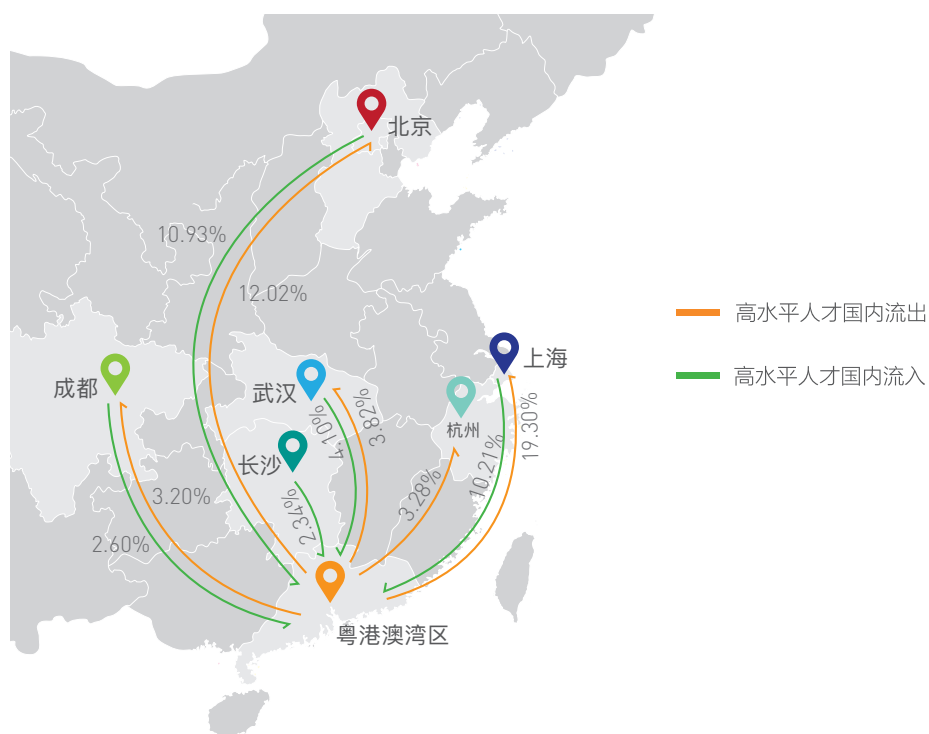 北京
10.93%
12.02%
高水平人才国内流出
上海
高水平人才国内流入
成都
武汉
4.10%
3.82%
19.30%
杭州
长沙
10.21%
3.28%
3.20%
2.34%
2.60%
粤港澳湾区